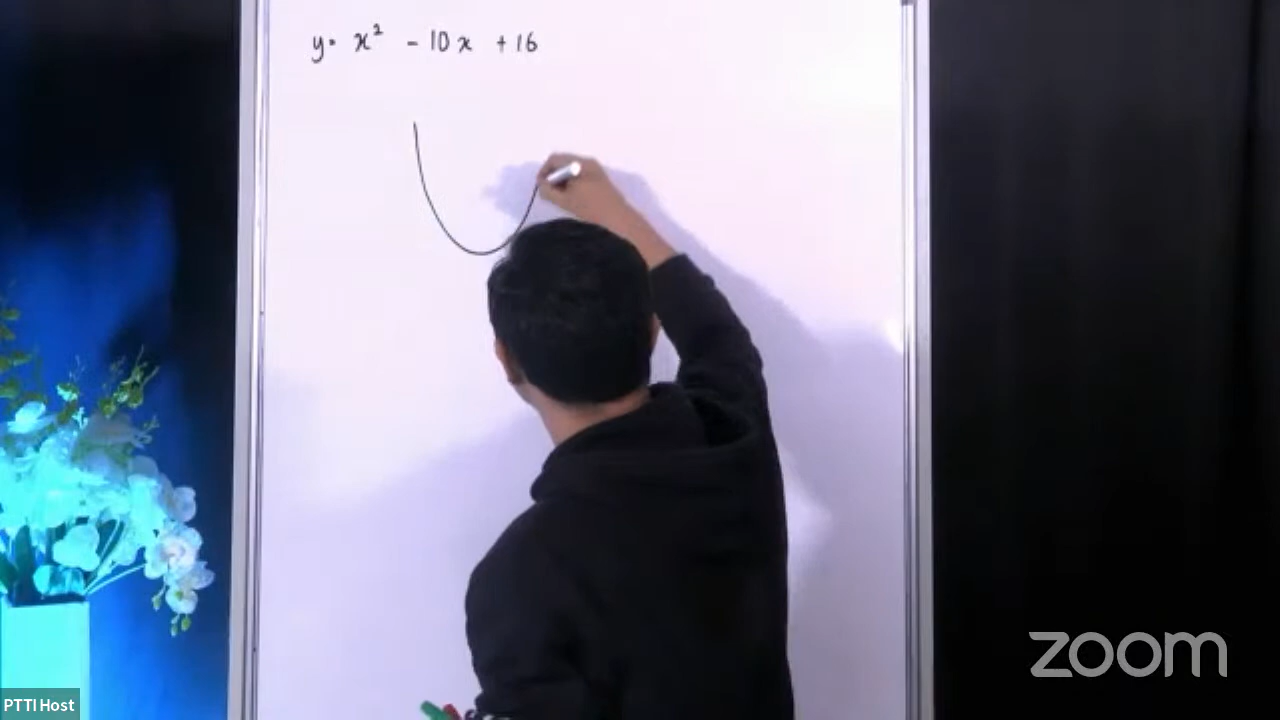 y = x² - 10x + 16
zoom
PTTI Host